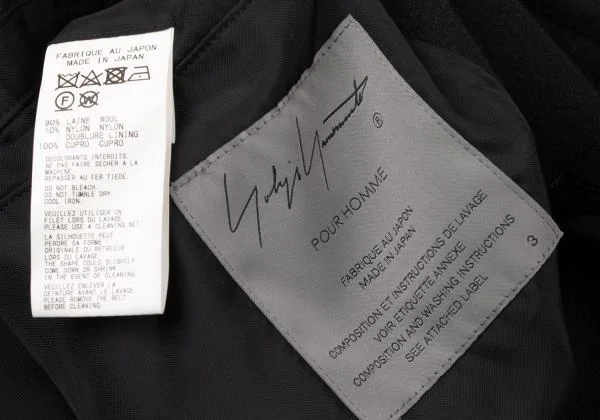 FABRIQUE AU JAPON
MADE IN JAPAN
F W
90% LAINE WOOL
10% NYLON NYLON
DOUBLURE LINING
100% CUPRO CUPRO
DECOLORANTS INTERDITS.
NE PAS FAIRE SECHER A LA
MACHINE
REPASSER AU FER TIEDE.
DO NOT BLEACH.
DO NOT TUMBLE DRY.
COOL IRON.
VEUILLEZ UTILISER UN
FILET LORS DU LAVAGE.
PLEASE USE A CLEANING NET
LA SILHOUETTE PEUT
PERDRE SA FORME
ORIGINALE OU RETRECIR
LORS DU LAVAGE.
THE SHAPE COULD SLIGHTLY
COME DOWN OR SHRINK
IN THE EVENT OF CLEANING.
VEUILLEZ ENLEVER LA
CEINTURE AVANT LE LAVAGE.
PLEASE REMOVE THE BELT
BEFORE CLEANING.
Yohji Yamamoto ®
POUR HOMME
FABRIQUE AU JAPON
MADE IN JAPAN
COMPOSITION ET INSTRUCTIONS DE LAVAGE
VOIR ETIQUETTE ANNEXE
COMPOSITION AND WASHING INSTRUCTIONS
SEE ATTACHED LABEL
3